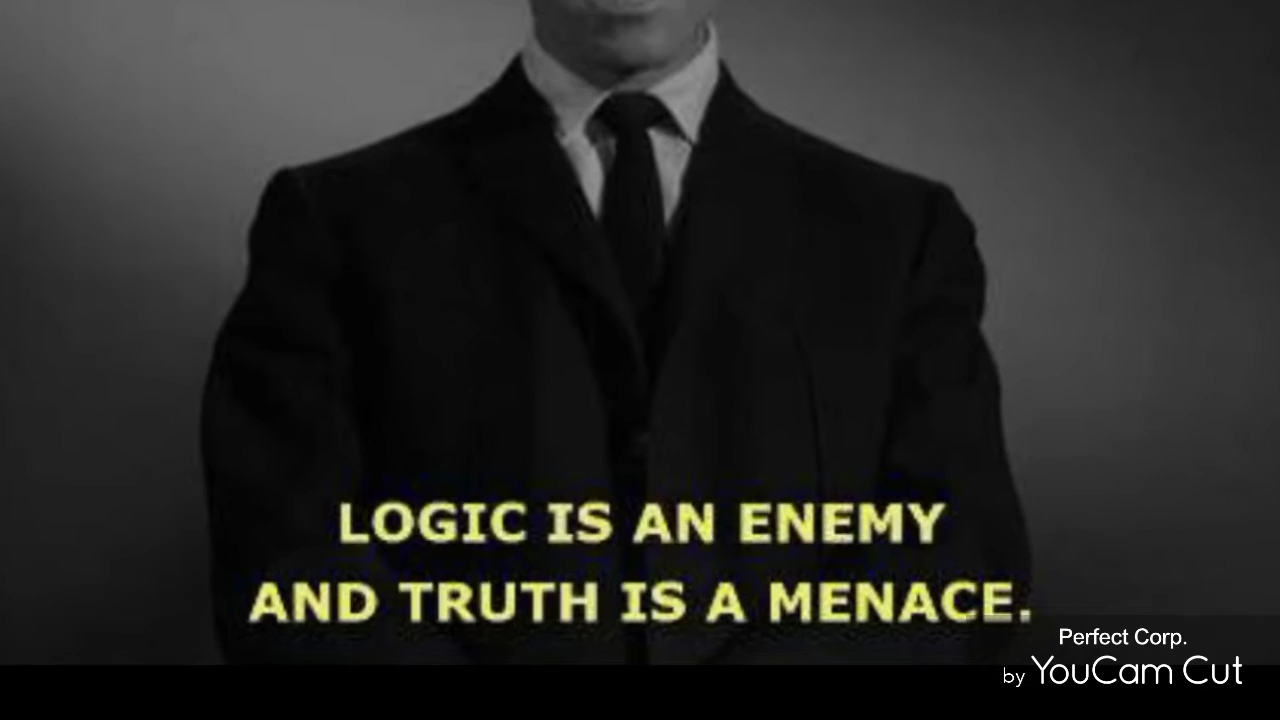 LOGIC IS AN ENEMY
AND TRUTH IS A MENACE.
Perfect Corp.
by YouCam Cut